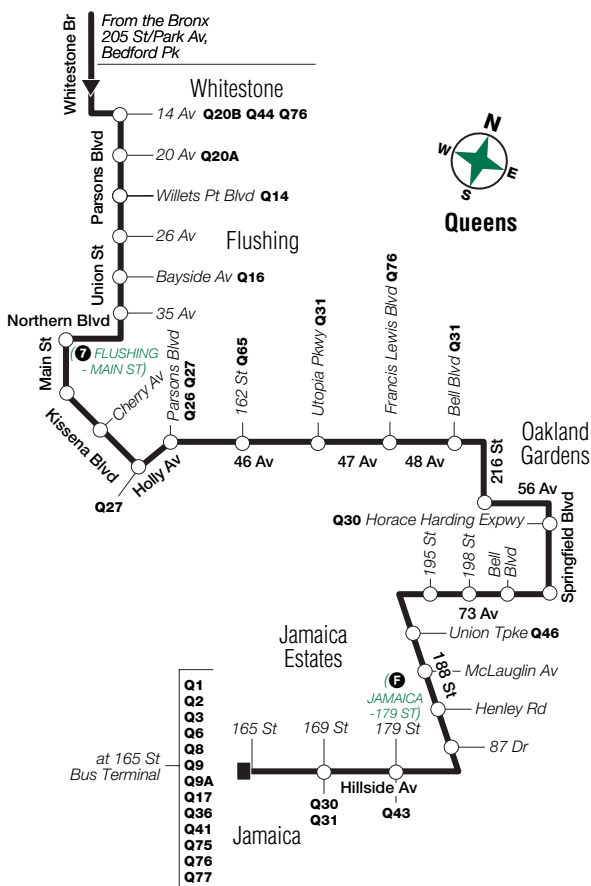 From the Bronx
205 St/Park Av,
Bedford Pk
Whitestone Br
Whitestone
14 Av Q20B Q44 Q76
Parsons Blvd
20 Av Q20A
Willets Pt Blvd Q14
N
W
E
S
Queens
26 Av
Flushing
Union St
Bayside Av Q16
35 Av
Northern Blvd
(7 FLUSHING
- MAIN ST)
Main St
Cherry Av
Kissena Blvd
Q27
Holly Av
Parsons Blvd
Q26 Q27
162 St Q65
Utopia Pkwy Q31
Francis Lewis Blvd Q76
Bell Blvd Q31
46 Av
47 Av
48 Av
216 St
Oakland
Gardens
56 Av
Q30 Horace Harding Expwy
Springfield Blvd
195 St
198 St
Bell
Blvd
73 Av
Union Tpke Q46
188 St
McLaughlin Av
Henley Rd
87 Dr
Jamaica
Estates
(F
JAMAICA
-179 ST)
165 St
169 St
179 St
Hillside Av
Q30
Q31
Q43
Jamaica
at 165 St
Bus Terminal
Q1
Q2
Q3
Q6
Q8
Q9
Q9A
Q17
Q36
Q41
Q75
Q76
Q77